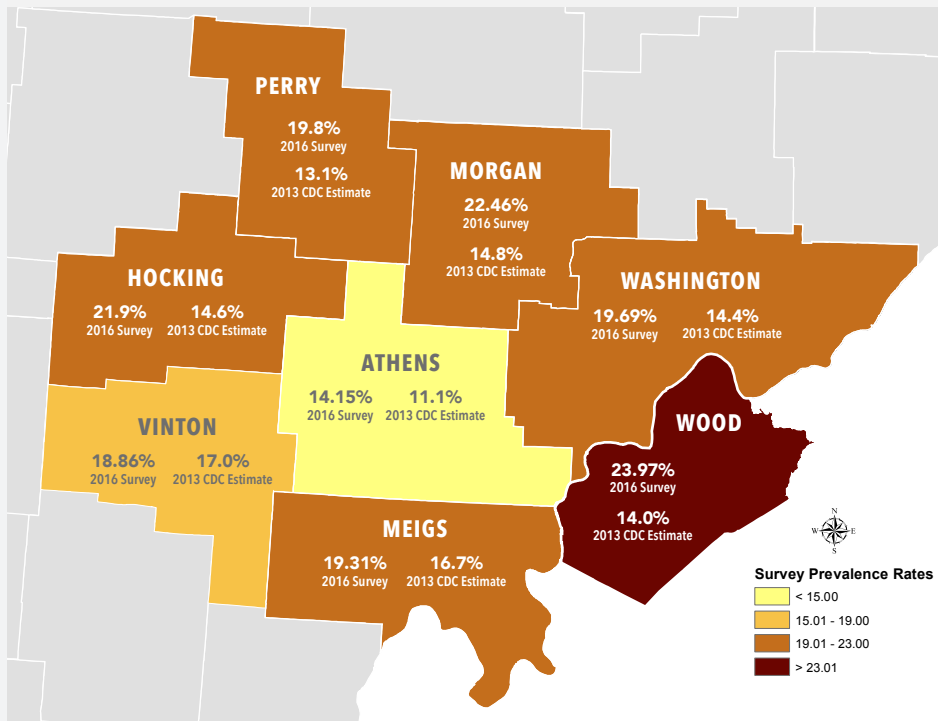 PERRY
19.8%
2016 Survey
13.1%
2013 CDC Estimate
MORGAN
22.46%
2016 Survey
14.8%
2013 CDC Estimate
HOCKING
21.9% 14.6%
2016 Survey 2013 CDC Estimate
WASHINGTON
19.69% 14.4%
2016 Survey 2013 CDC Estimate
ATHENS
14.15% 11.1%
2016 Survey 2013 CDC Estimate
VINTON
18.86% 17.0%
2016 Survey 2013 CDC Estimate
WOOD
23.97%
2016 Survey
14.0%
2013 CDC Estimate
MEIGS
19.31% 16.7%
2016 Survey 2013 CDC Estimate
N
W E
S
Survey Prevalence Rates
< 15.00
15.01 - 19.00
19.01 - 23.00
> 23.01